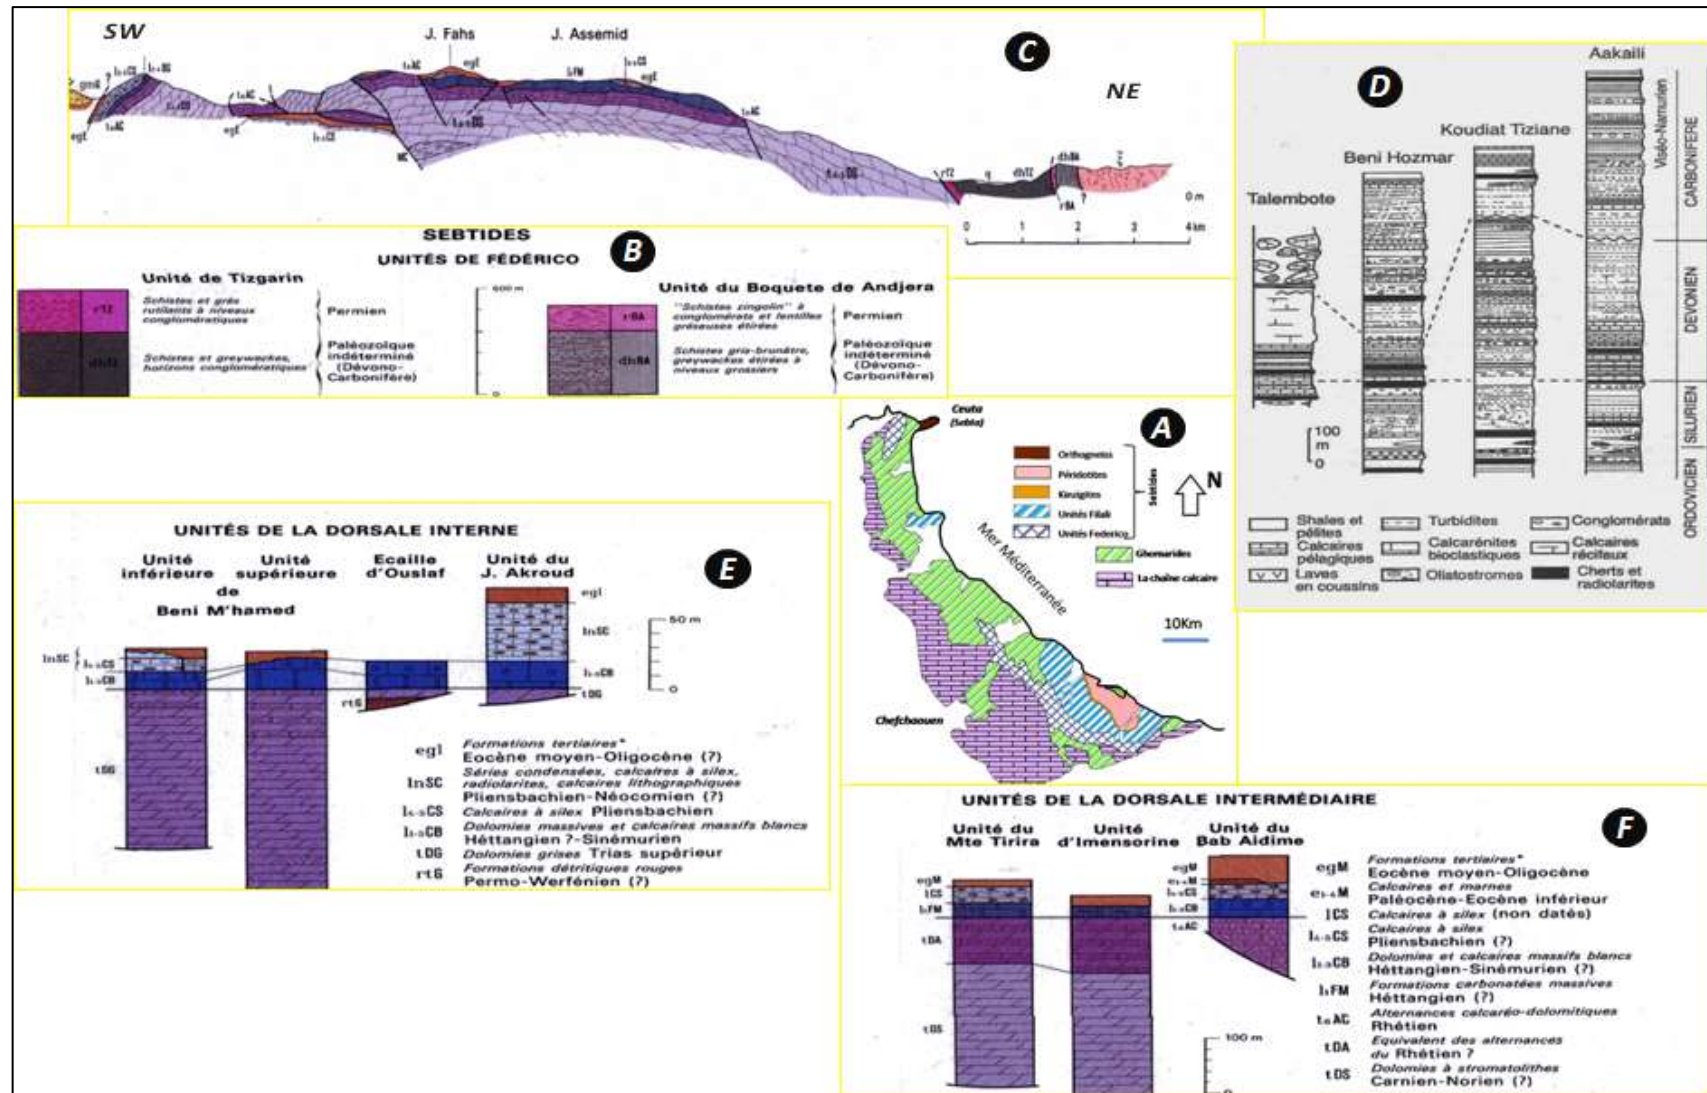 SW
J. Fahs
J. Assemid
C
NE
egE
egE
egE
egE
0 m
0 1 2 3 4 km
SEBTIDES
UNITÉS DE FÉDÉRICO
B
Unité de Tizgarin
Schistes et grès
rutilants à niveaux
conglomératiques
Permien
Schistes et greywackes,
horizons conglomératiques
Paléozoïque
indéterminé
(Dévono-
Carbonifère)
Unité du Boquete de Andjera
"Schistes zingolin" à
conglomérats et lentilles
gréseuses étirées
Permien
Schistes gris-brunâtre,
greywackes étirées à
niveaux grossiers
Paléozoïque
indéterminé
(Dévono-
Carbonifère)
D
Talembote
Beni Hozmar
Koudiat Tiziane
Aakaili
Viséo-Namurien
CARBONIFERE
DEVONIEN
SILURIEN
ORDOVICIEN
100
m
0
Shales et
pélites
Turbidites
Conglomérats
Calcaires
pélagiques
Calcarénites
bioclastiques
Calcaires
récifaux
Laves
en coussins
Oliatostromes
Cherts et
radiolarites
A
Ceuta
(Sebta)
Orthogneiss
Péridotites
Kinzigites
Unités Filali
Unités Federico
Sebtides
Ghomarides
La chaîne calcaire
N
Mer Méditerranée
10Km
Chefchaouen
UNITÉS DE LA DORSALE INTERNE
E
Unité
inférieure
Unité
supérieure
de
Beni M'hamed
Ecaille
d'Ouslaf
Unité du
J. Akroud
50 m
0
egl Formations tertiaires*
Eocène moyen-Oligocène (?)
lnSC Séries condensées, calcaires à silex,
radiolarites, calcaires lithographiques
Pliensbachien-Néocomien (?)
Calcaires à silex Pliensbachien
Dolomies massives et calcaires massifs blancs
Héttangien ?-Sinémurien
tDG Dolomies grises Trias supérieur
rtG Formations détritiques rouges
Permo-Werfénien (?)
UNITÉS DE LA DORSALE INTERMÉDIAIRE
F
Unité du
Mte Tirira
Unité
d'Imensorine
Unité du
Bab Aidime
100 m
egM Formations tertiaires*
Eocène moyen-Oligocène
Calcaires et marnes
Paléocène-Eocène inférieur
lCS Calcaires à silex (non datés)
Calcaires à silex
Pliensbachien (?)
Dolomies et calcaires massifs blancs
Héttangien-Sinémurien (?)
Formations carbonatées massives
Héttangien (?)
Alternances calcaréo-dolomitiques
Rhétien
tDA Equivalent des alternances
du Rhétien ?
tDS Dolomies à stromatolithes
Carnien-Norien (?)